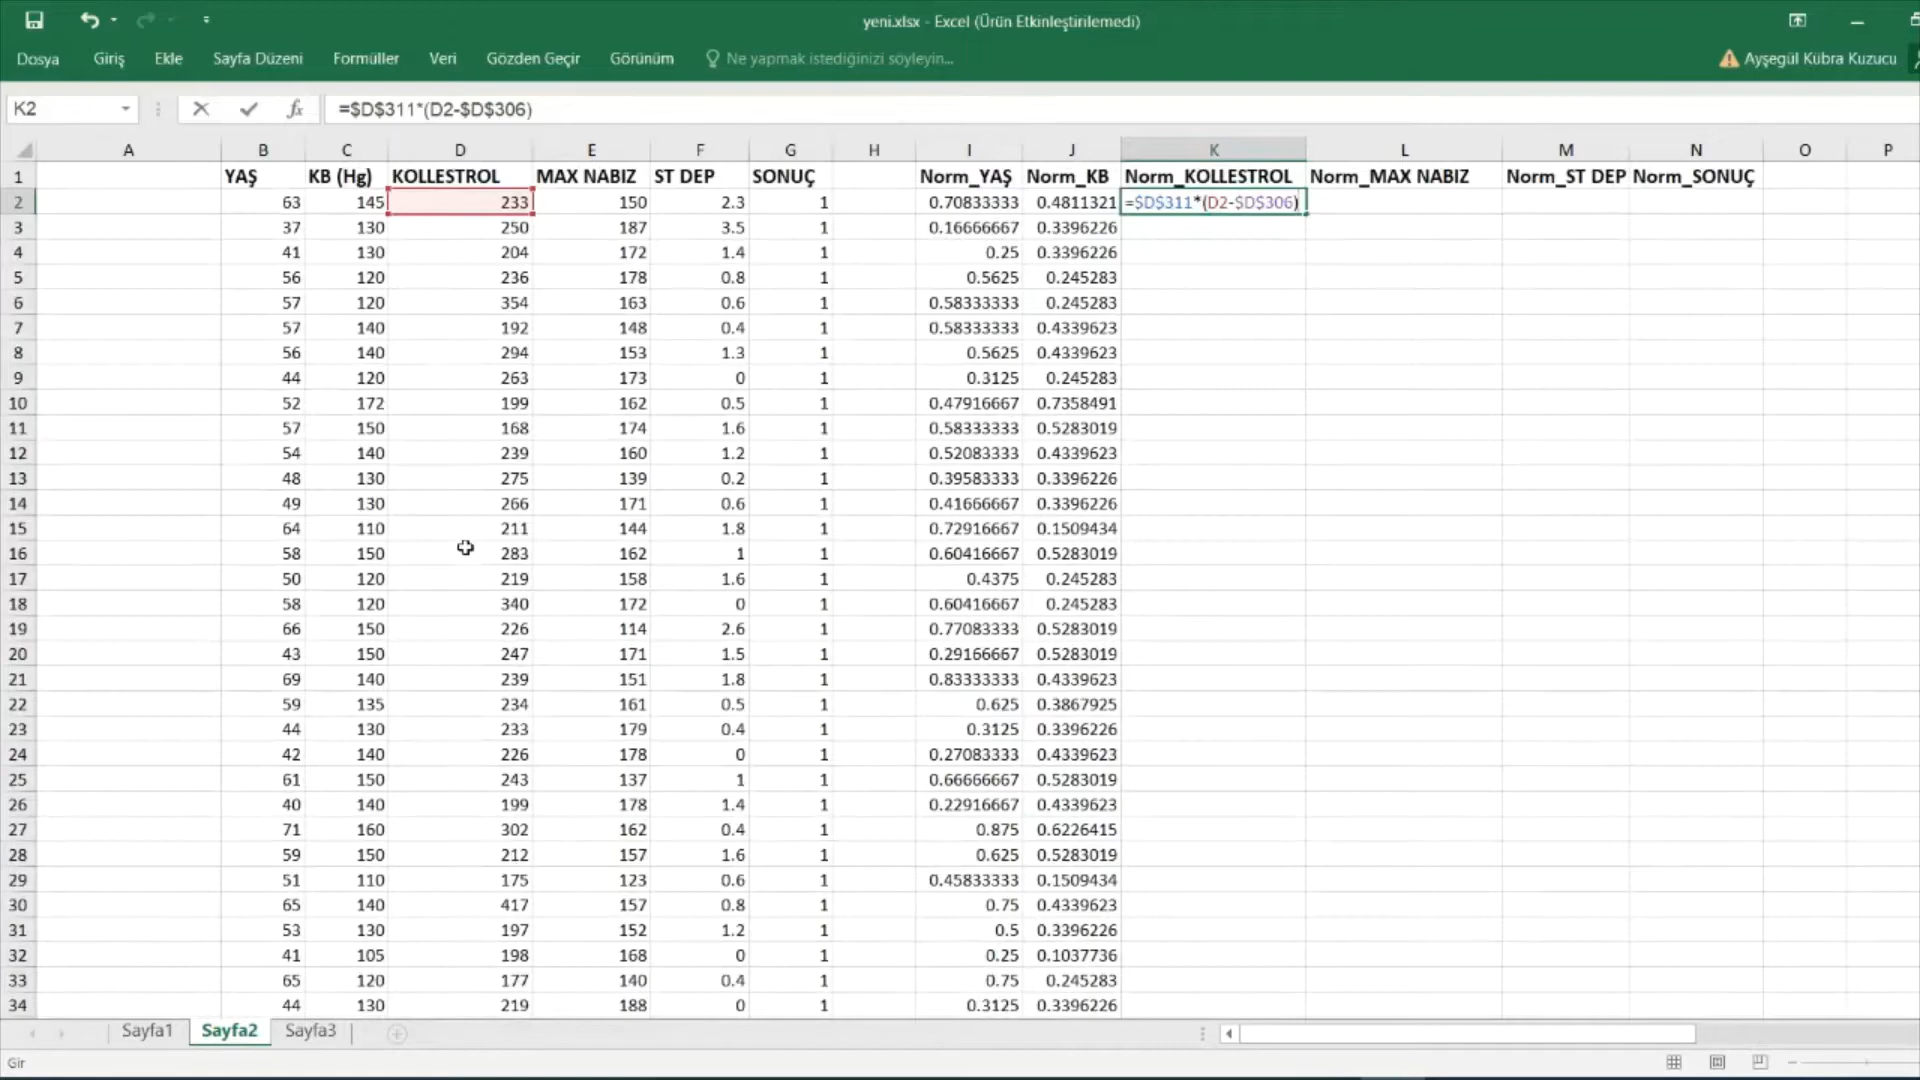 yeni.xlsx - Excel (Ürün Etkinleştirilemedi)
Dosya Giriş Ekle Sayfa Düzeni Formüller Veri Gözden Geçir Görünüm Ne yapmak istediğinizi söyleyin... Ayşegül Kübra Kuzucu
K2 fx =$D$311*(D2-$D$306)
A B C D E F G H I J K L M N O P
1 YAŞ KB (Hg) KOLLESTROL MAX NABIZ ST DEP SONUÇ Norm_YAŞ Norm_KB Norm_KOLLESTROL Norm_MAX NABIZ Norm_ST DEP Norm_SONUÇ
2 63 145 233 150 2.3 1 0.70833333 0.4811321 =$D$311*(D2-$D$306)
3 37 130 250 187 3.5 1 0.16666667 0.3396226
4 41 130 204 172 1.4 1 0.25 0.3396226
5 56 120 236 178 0.8 1 0.5625 0.245283
6 57 120 354 163 0.6 1 0.58333333 0.245283
7 57 140 192 148 0.4 1 0.58333333 0.4339623
8 56 140 294 153 1.3 1 0.5625 0.4339623
9 44 120 263 173 0 1 0.3125 0.245283
10 52 172 199 162 0.5 1 0.47916667 0.7358491
11 57 150 168 174 1.6 1 0.58333333 0.5283019
12 54 140 239 160 1.2 1 0.52083333 0.4339623
13 48 130 275 139 0.2 1 0.39583333 0.3396226
14 49 130 266 171 0.6 1 0.41666667 0.3396226
15 64 110 211 144 1.8 1 0.72916667 0.1509434
16 58 150 283 162 1 1 0.60416667 0.5283019
17 50 120 219 158 1.6 1 0.4375 0.245283
18 58 120 340 172 0 1 0.60416667 0.245283
19 66 150 226 114 2.6 1 0.77083333 0.5283019
20 43 150 247 171 1.5 1 0.29166667 0.5283019
21 69 140 239 151 1.8 1 0.83333333 0.4339623
22 59 135 234 161 0.5 1 0.625 0.3867925
23 44 130 233 179 0.4 1 0.3125 0.3396226
24 42 140 226 178 0 1 0.27083333 0.4339623
25 61 150 243 137 1 1 0.66666667 0.5283019
26 40 140 199 178 1.4 1 0.22916667 0.4339623
27 71 160 302 162 0.4 1 0.875 0.6226415
28 59 150 212 157 1.6 1 0.625 0.5283019
29 51 110 175 123 0.6 1 0.45833333 0.1509434
30 65 140 417 157 0.8 1 0.75 0.4339623
31 53 130 197 152 1.2 1 0.5 0.3396226
32 41 105 198 168 0 1 0.25 0.1037736
33 65 120 177 140 0.4 1 0.75 0.245283
34 44 130 219 188 0 1 0.3125 0.3396226
Sayfa1 Sayfa2 Sayfa3
Gir